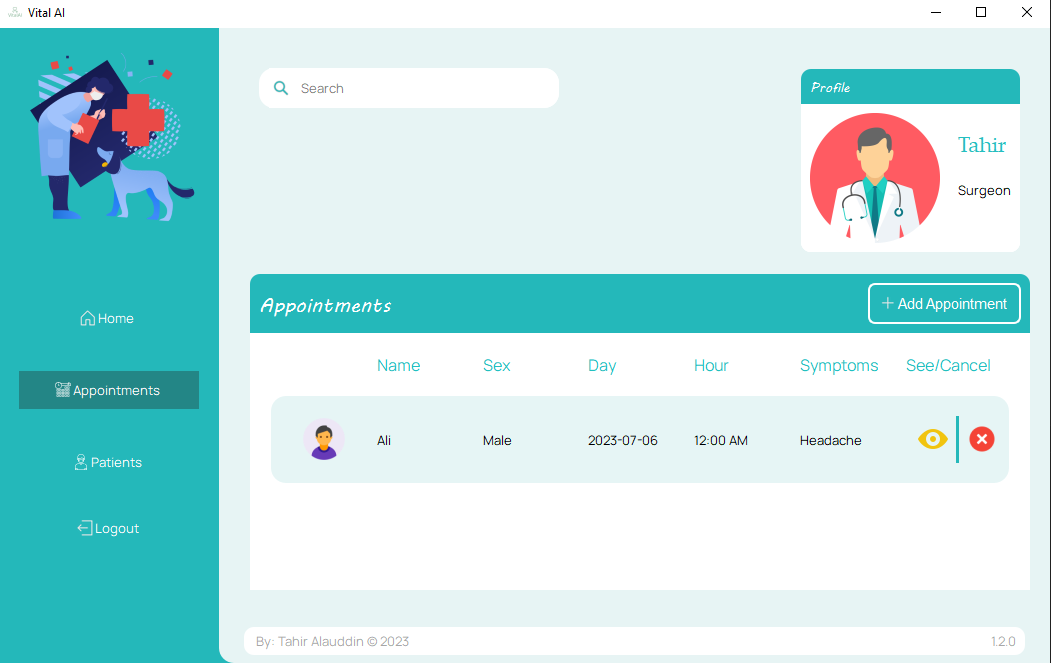 Vital AI
Search
Profile
Tahir
Surgeon
Home
Appointments
Patients
Logout
Appointments
+ Add Appointment
Name Sex Day Hour Symptoms See/Cancel
Ali Male 2023-07-06 12:00 AM Headache
By: Tahir Alauddin © 2023 1.2.0